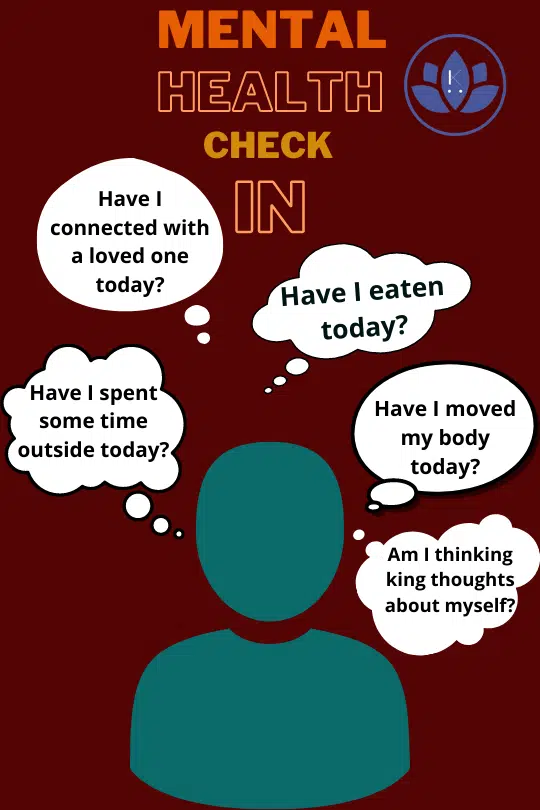 MENTAL
HEALTH
CHECK
IN
K
Have I
connected with
a loved one
today?
Have I eaten
today?
Have I spent
some time
outside today?
Have I moved
my body
today?
Am I thinking
king thoughts
about myself?